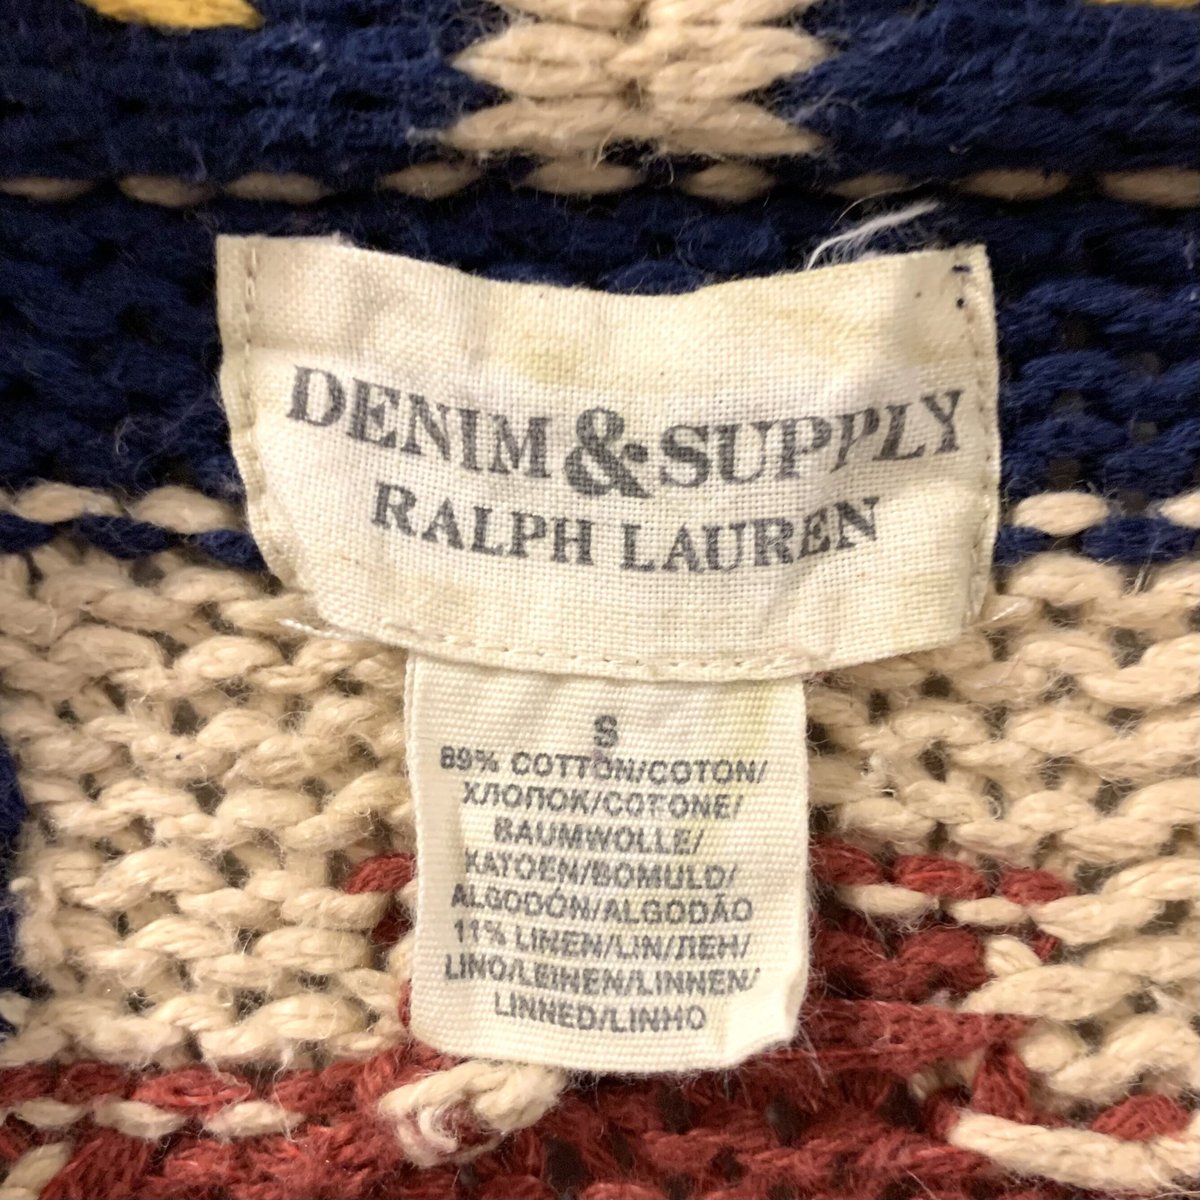 DENIM & SUPPLY
RALPH LAUREN
S
89% COTTON/COTON/
ХЛОПОК/COTONE/
BAUMWOLLE/
KATOEN/BOMULD/
ALGODÓN/ALGODÃO
11% LINEN/LIN/ЛЕН/
LINO/LEINEN/LINNEN/
LINNED/LINHO